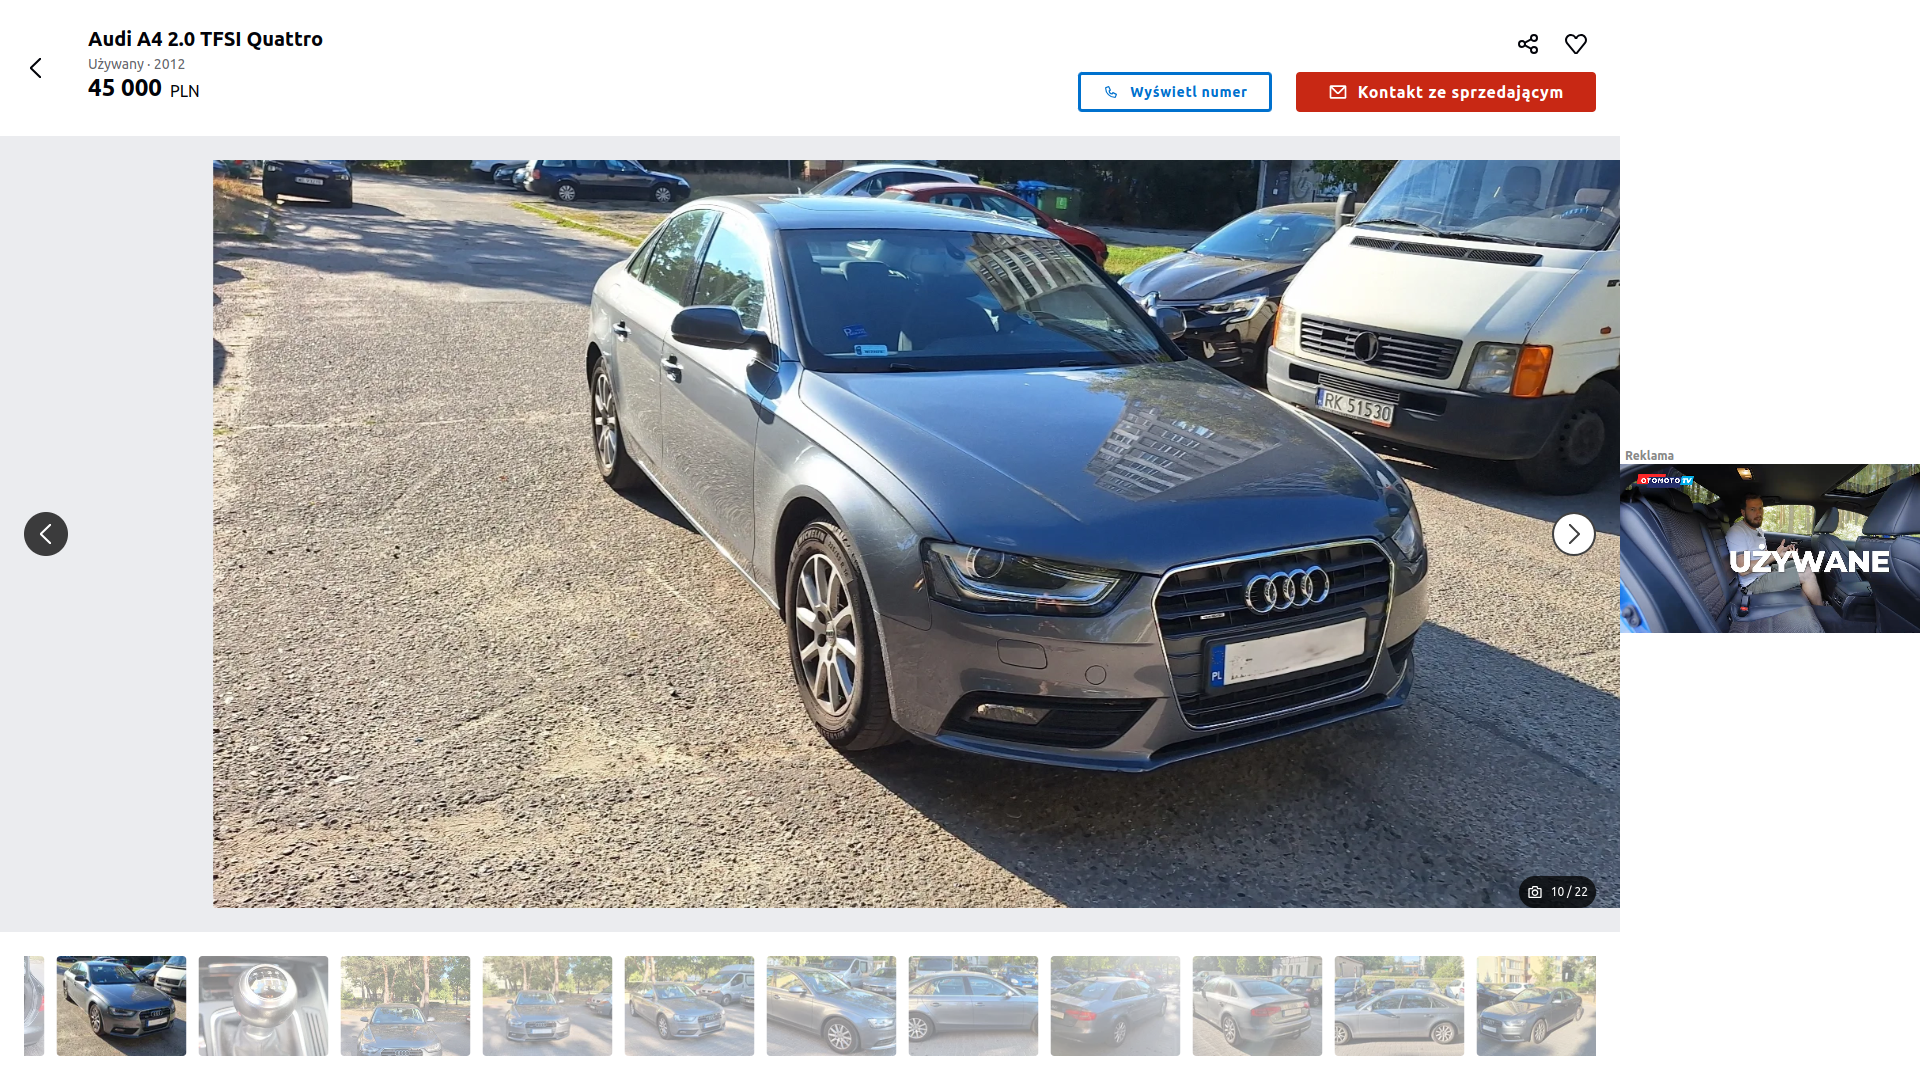 Audi A4 2.0 TFSI Quattro
Używany · 2012
45 000 PLN
Wyświetl numer
Kontakt ze sprzedającym
RK 51530
MICHELIN
PL
10 / 22
Reklama
OTOMOTO TV
UŻYWANE